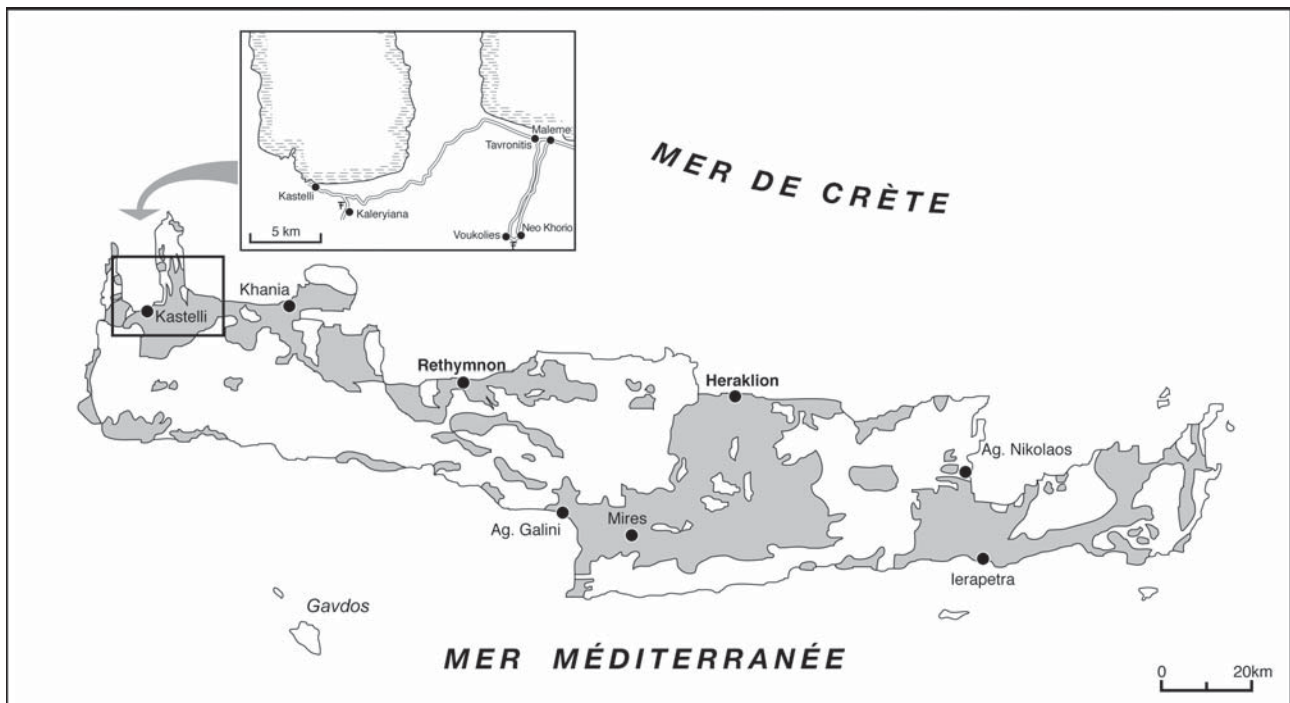 Maleme
Tavronitis
Kastelli
Kaleryiana
5 km
Voukolies
Neo Khorio
MER DE CRÈTE
Khania
Kastelli
Rethymnon
Heraklion
Ag. Nikolaos
Ag. Galini
Mires
Ierapetra
Gavdos
MER MÉDITERRANÉE
0 20km